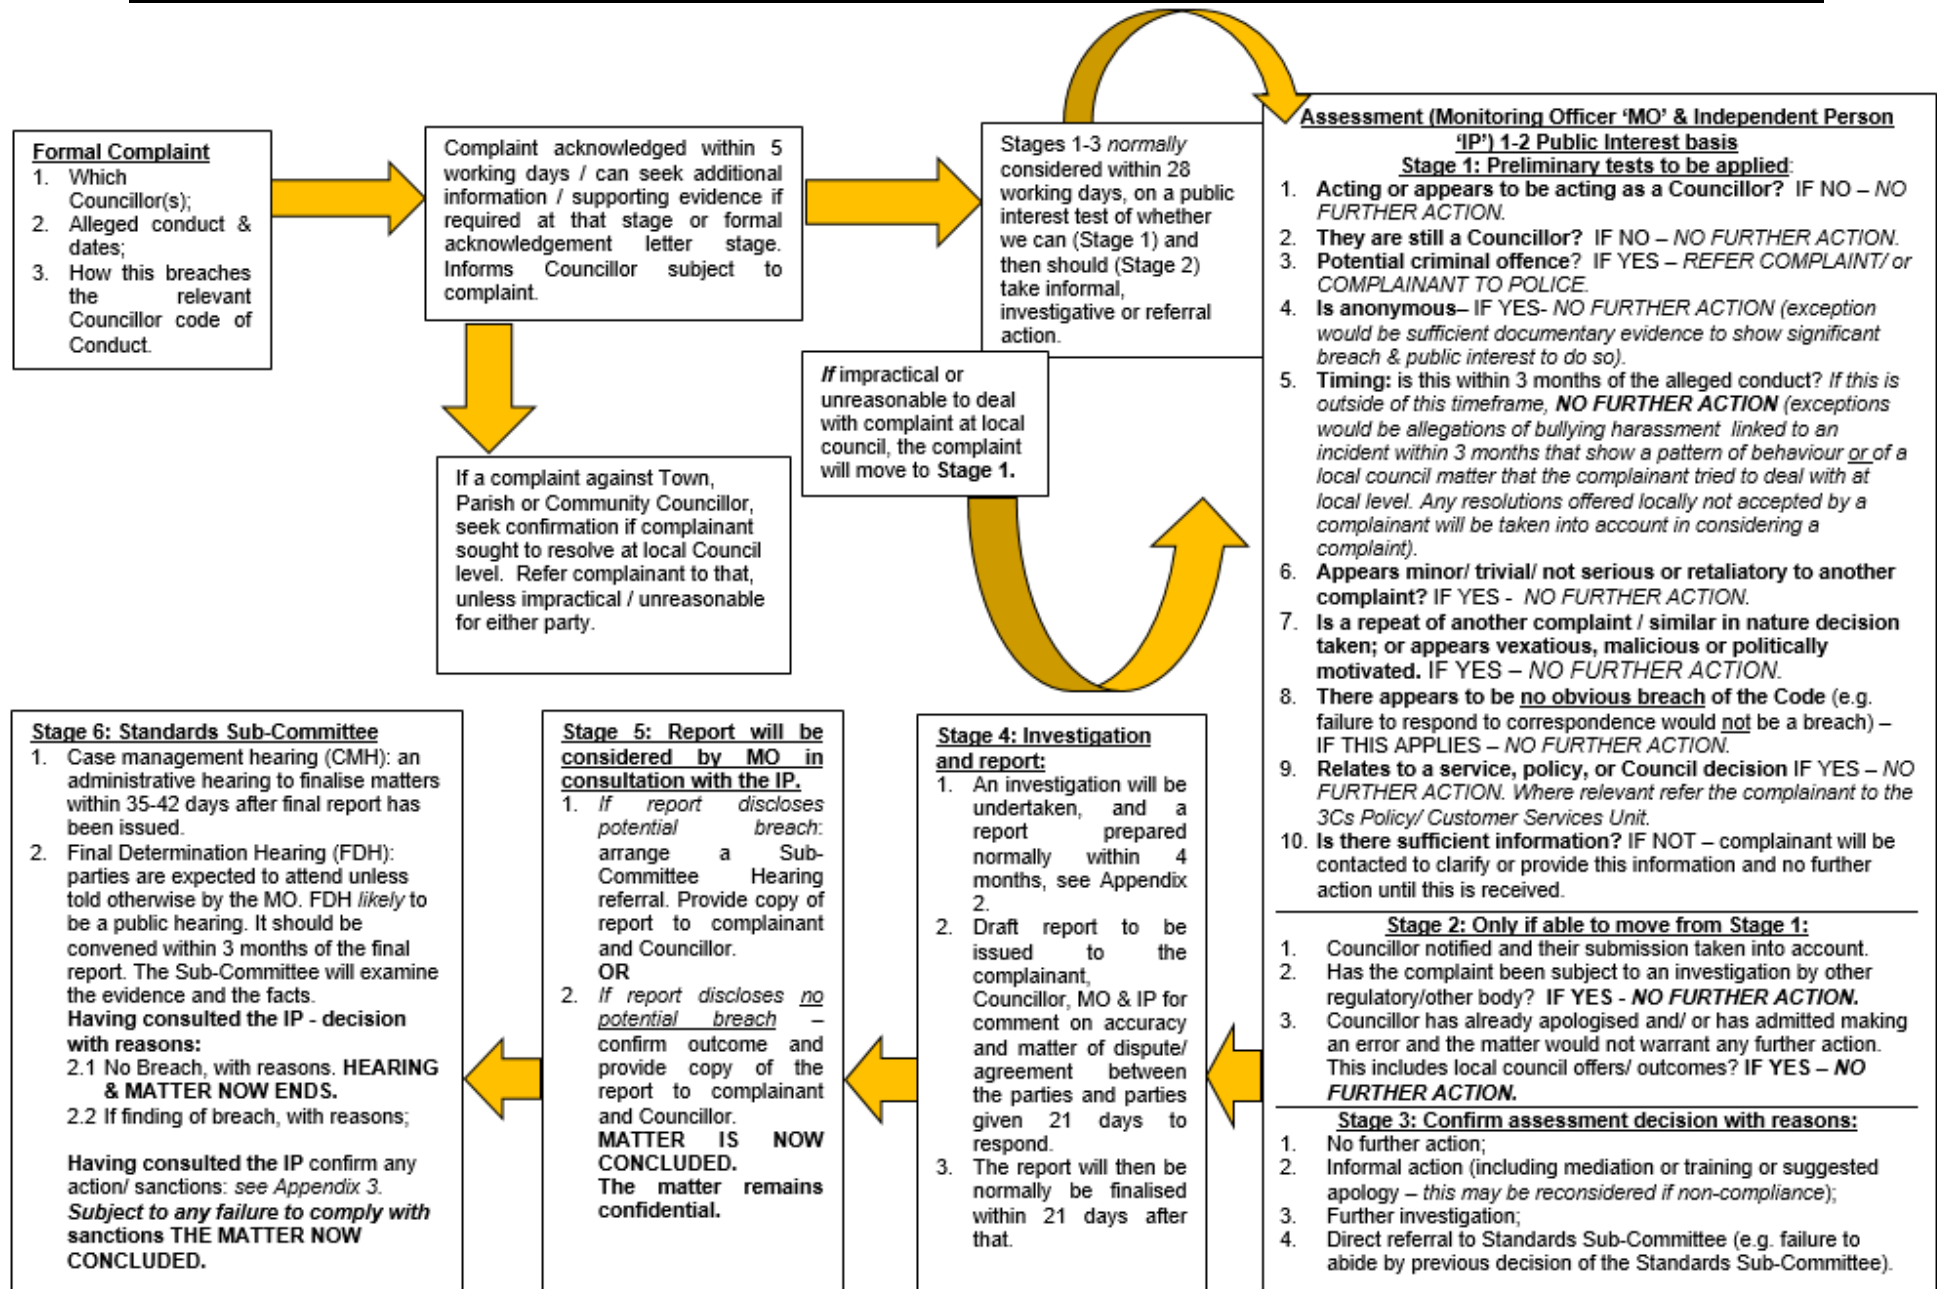 Formal Complaint
1. Which
Councillor(s);
2. Alleged conduct &
dates;
3. How this breaches
the relevant
Councillor code of
Conduct.
Complaint acknowledged within 5
working days / can seek additional
information / supporting evidence if
required at that stage or formal
acknowledgement letter stage.
Informs Councillor subject to
complaint.
If a complaint against Town,
Parish or Community Councillor,
seek confirmation if complainant
sought to resolve at local Council
level. Refer complainant to that,
unless impractical / unreasonable
for either party.
Stages 1-3 normally
considered within 28
working days, on a public
interest test of whether
we can (Stage 1) and
then should (Stage 2)
take informal,
investigative or referral
action.
If impractical or
unreasonable to deal
with complaint at local
council, the complaint
will move to Stage 1.
Assessment (Monitoring Officer ‘MO’ & Independent Person
‘IP’) 1-2 Public Interest basis
Stage 1: Preliminary tests to be applied:
1. Acting or appears to be acting as a Councillor? IF NO – NO
FURTHER ACTION.
2. They are still a Councillor? IF NO – NO FURTHER ACTION.
3. Potential criminal offence? IF YES – REFER COMPLAINT/ or
COMPLAINANT TO POLICE.
4. Is anonymous– IF YES- NO FURTHER ACTION (exception
would be sufficient documentary evidence to show significant
breach & public interest to do so).
5. Timing: is this within 3 months of the alleged conduct? If this is
outside of this timeframe, NO FURTHER ACTION (exceptions
would be allegations of bullying harassment linked to an
incident within 3 months that show a pattern of behaviour or of a
local council matter that the complainant tried to deal with at
local level. Any resolutions offered locally not accepted by a
complainant will be taken into account in considering a
complaint).
6. Appears minor/ trivial/ not serious or retaliatory to another
complaint? IF YES - NO FURTHER ACTION.
7. Is a repeat of another complaint / similar in nature decision
taken; or appears vexatious, malicious or politically
motivated. IF YES – NO FURTHER ACTION.
8. There appears to be no obvious breach of the Code (e.g.
failure to respond to correspondence would not be a breach) –
IF THIS APPLIES – NO FURTHER ACTION.
9. Relates to a service, policy, or Council decision IF YES – NO
FURTHER ACTION. Where relevant refer the complainant to the
3Cs Policy/ Customer Services Unit.
10. Is there sufficient information? IF NOT – complainant will be
contacted to clarify or provide this information and no further
action until this is received.
Stage 2: Only if able to move from Stage 1:
1. Councillor notified and their submission taken into account.
2. Has the complaint been subject to an investigation by other
regulatory/other body? IF YES - NO FURTHER ACTION.
3. Councillor has already apologised and/ or has admitted making
an error and the matter would not warrant any further action.
This includes local council offers/ outcomes? IF YES – NO
FURTHER ACTION.
Stage 3: Confirm assessment decision with reasons:
1. No further action;
2. Informal action (including mediation or training or suggested
apology – this may be reconsidered if non-compliance);
3. Further investigation;
4. Direct referral to Standards Sub-Committee (e.g. failure to
abide by previous decision of the Standards Sub-Committee).
Stage 4: Investigation
and report:
1. An investigation will be
undertaken, and a
report prepared
normally within 4
months, see Appendix
2.
2. Draft report to be
issued to the
complainant,
Councillor, MO & IP for
comment on accuracy
and matter of dispute/
agreement between
the parties and parties
given 21 days to
respond.
3. The report will then be
normally be finalised
within 21 days after
that.
Stage 5: Report will be
considered by MO in
consultation with the IP.
1. If report discloses
potential breach:
arrange a Sub-
Committee Hearing
referral. Provide copy of
report to complainant
and Councillor.
OR
2. If report discloses no
potential breach –
confirm outcome and
provide copy of the
report to complainant
and Councillor.
MATTER IS NOW
CONCLUDED.
The matter remains
confidential.
Stage 6: Standards Sub-Committee
1. Case management hearing (CMH): an
administrative hearing to finalise matters
within 35-42 days after final report has
been issued.
2. Final Determination Hearing (FDH):
parties are expected to attend unless
told otherwise by the MO. FDH likely to
be a public hearing. It should be
convened within 3 months of the final
report. The Sub-Committee will examine
the evidence and the facts.
Having consulted the IP - decision
with reasons:
2.1 No Breach, with reasons. HEARING
& MATTER NOW ENDS.
2.2 If finding of breach, with reasons;
Having consulted the IP confirm any
action/ sanctions: see Appendix 3.
Subject to any failure to comply with
sanctions THE MATTER NOW
CONCLUDED.